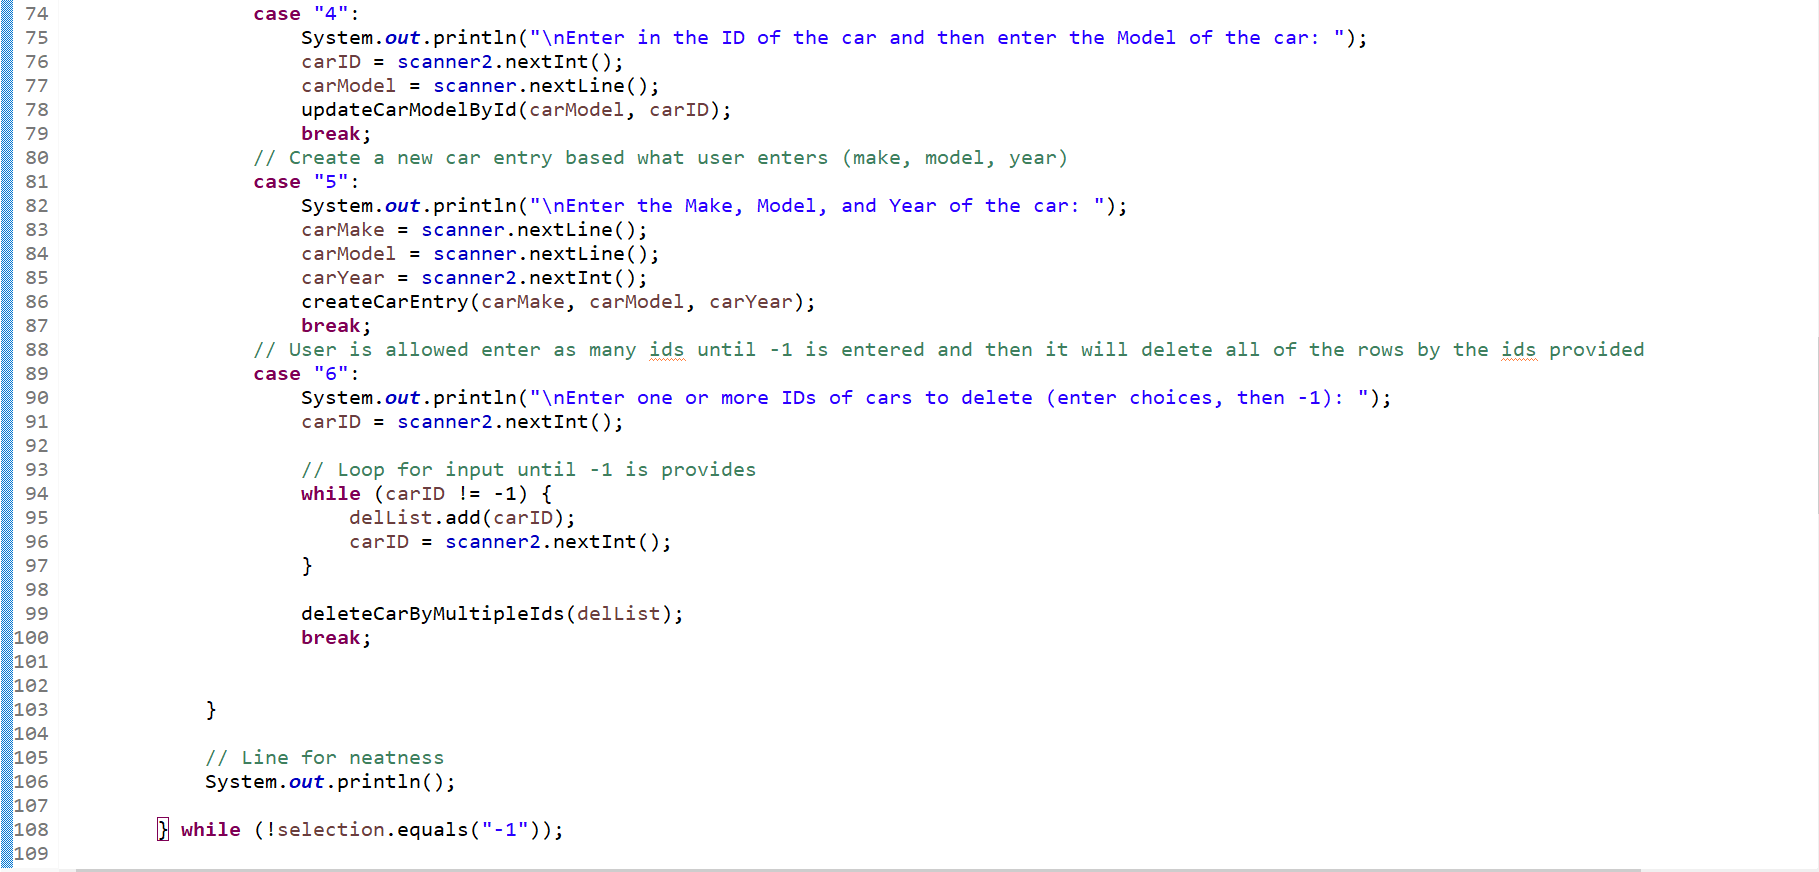 74                 case "4":
75                     System.out.println("\nEnter in the ID of the car and then enter the Model of the car: ");
76                     carID = scanner2.nextInt();
77                     carModel = scanner.nextLine();
78                     updateCarModelById(carModel, carID);
79                     break;
80                 // Create a new car entry based what user enters (make, model, year)
81                 case "5":
82                     System.out.println("\nEnter the Make, Model, and Year of the car: ");
83                     carMake = scanner.nextLine();
84                     carModel = scanner.nextLine();
85                     carYear = scanner2.nextInt();
86                     createCarEntry(carMake, carModel, carYear);
87                     break;
88                 // User is allowed enter as many ids until -1 is entered and then it will delete all of the rows by the ids provided
89                 case "6":
90                     System.out.println("\nEnter one or more IDs of cars to delete (enter choices, then -1): ");
91                     carID = scanner2.nextInt();
92
93                     // Loop for input until -1 is provides
94                     while (carID != -1) {
95                         delList.add(carID);
96                         carID = scanner2.nextInt();
97                     }
98
99                     deleteCarByMultipleIds(delList);
100                     break;
101
102
103             }
104
105             // Line for neatness
106             System.out.println();
107
108         } while (!selection.equals("-1"));
109